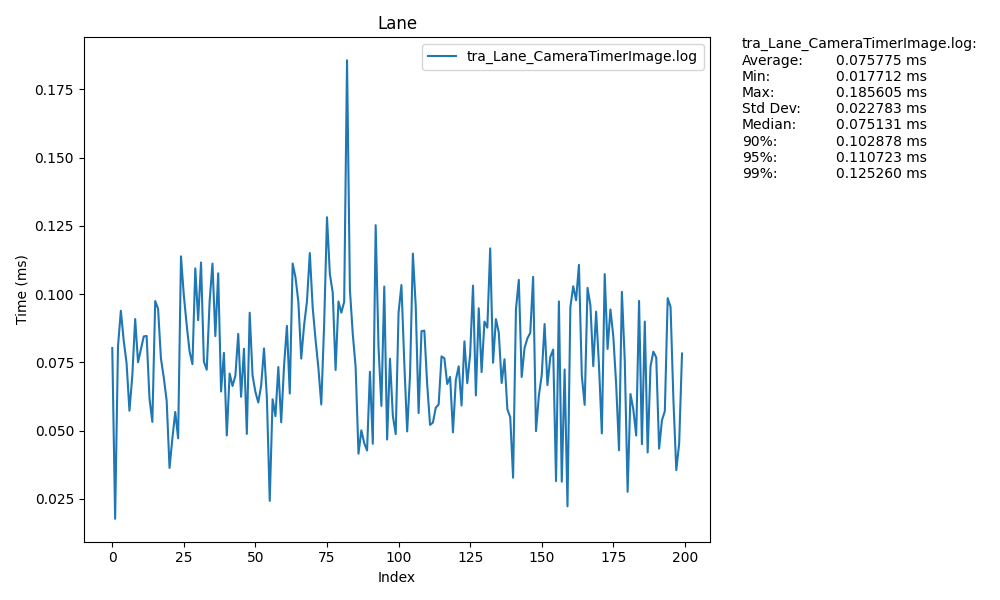 Lane
tra_Lane_CameraTimerImage.log
tra_Lane_CameraTimerImage.log:
Average: 0.075775 ms
Min: 0.017712 ms
Max: 0.185605 ms
Std Dev: 0.022783 ms
Median: 0.075131 ms
90%: 0.102878 ms
95%: 0.110723 ms
99%: 0.125260 ms
Time (ms)
0.175
0.150
0.125
0.100
0.075
0.050
0.025
0 25 50 75 100 125 150 175 200
Index